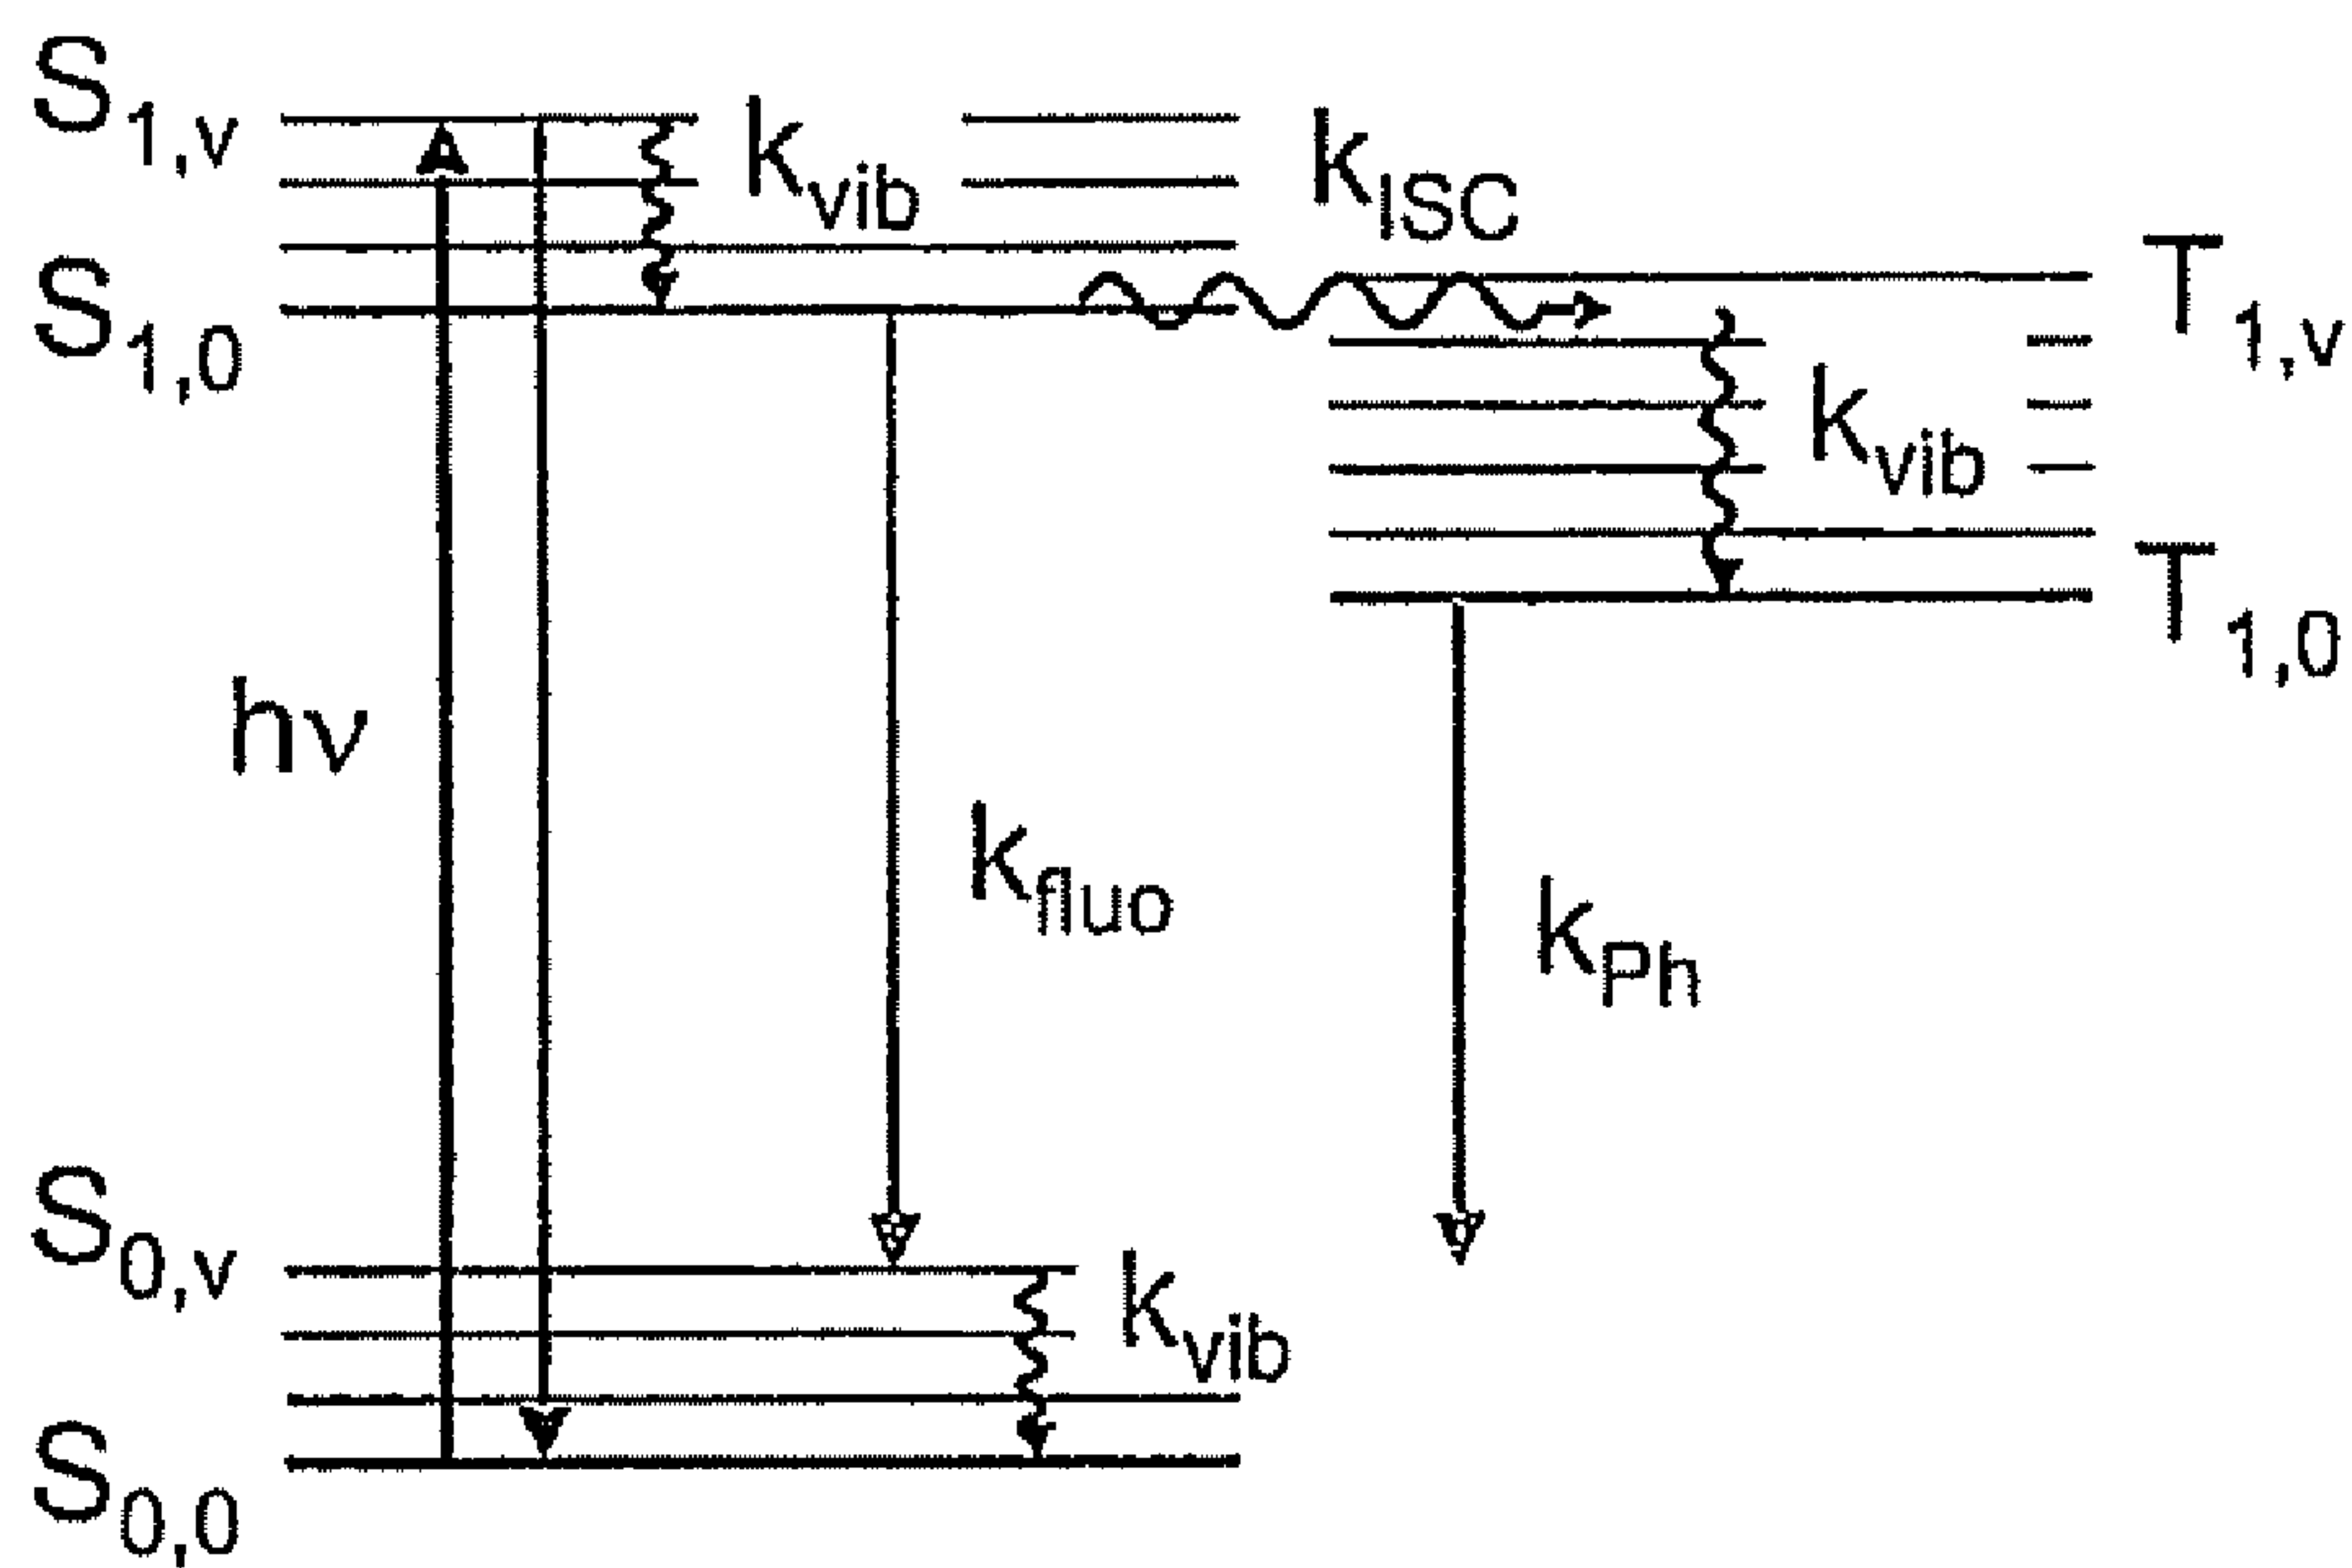 S1,v
kvib
kISC
T1,v
S1,0
kvib
T1,0
hν
kfluo
kPh
S0,v
kvib
S0,0